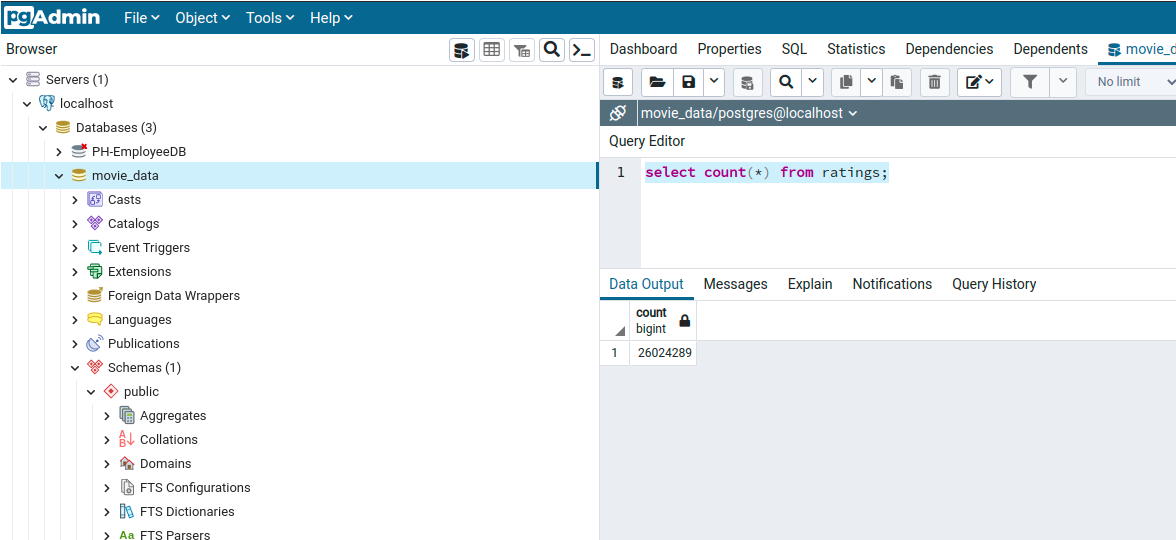 pgAdmin File Object Tools Help
Browser
Dashboard Properties SQL Statistics Dependencies Dependents movie_d
Servers (1)
localhost
Databases (3)
PH-EmployeeDB
movie_data
Casts
Catalogs
Event Triggers
Extensions
Foreign Data Wrappers
Languages
Publications
Schemas (1)
public
Aggregates
Collations
Domains
FTS Configurations
FTS Dictionaries
Aa FTS Parsers
No limit
movie_data/postgres@localhost
Query Editor
1 select count(*) from ratings;
Data Output Messages Explain Notifications Query History
count
bigint
1 26024289